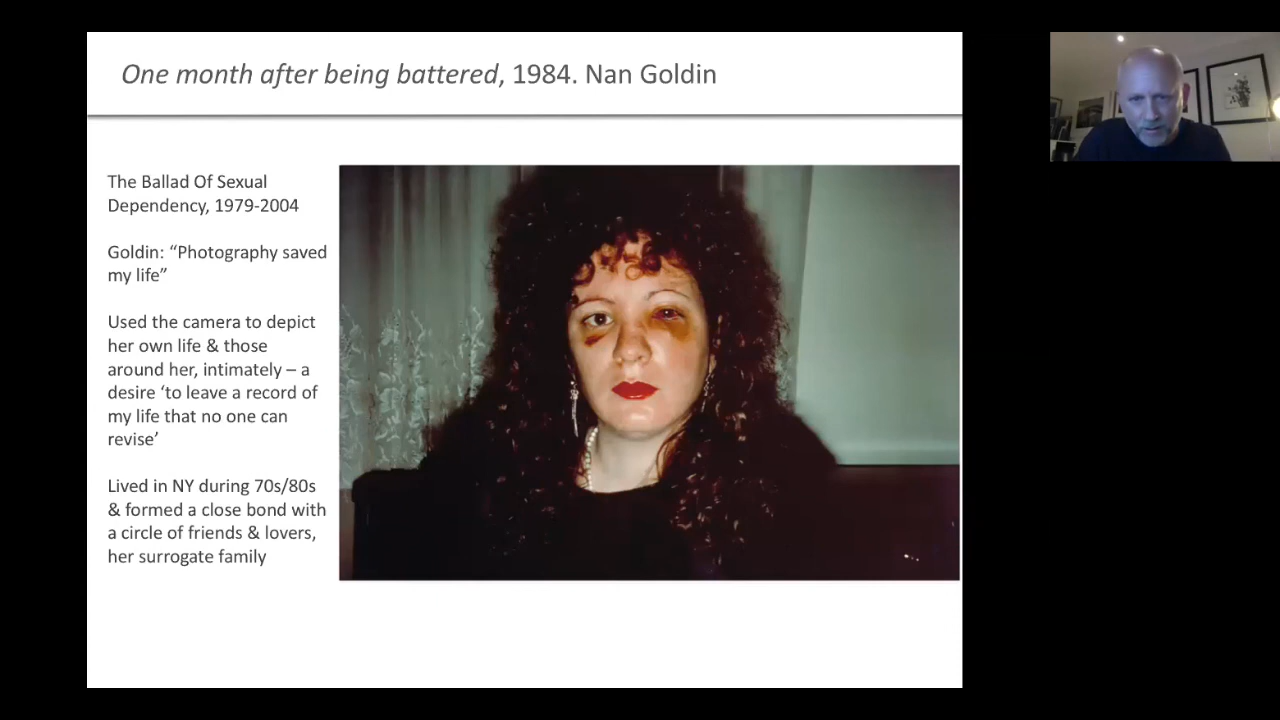 One month after being battered, 1984. Nan Goldin
The Ballad Of Sexual
Dependency, 1979-2004
Goldin: “Photography saved
my life”
Used the camera to depict
her own life & those
around her, intimately – a
desire ‘to leave a record of
my life that no one can
revise’
Lived in NY during 70s/80s
& formed a close bond with
a circle of friends & lovers,
her surrogate family